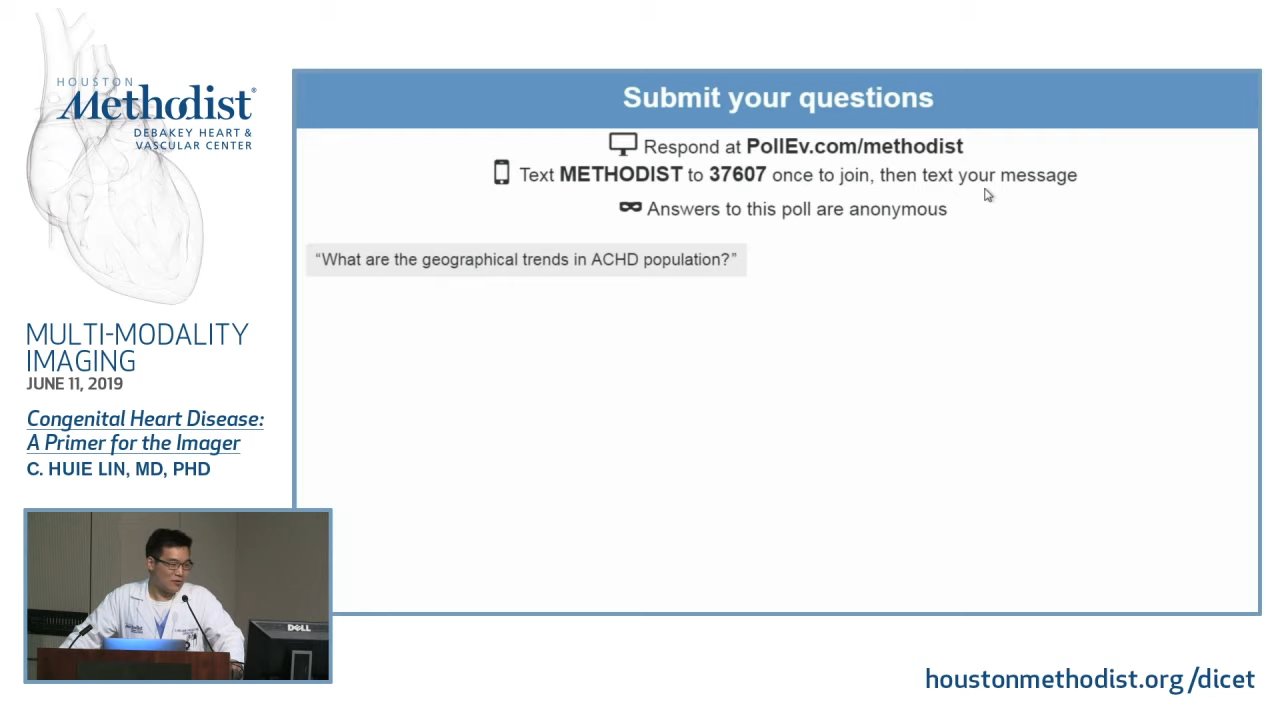 HOUSTON
Methodist®
DEBAKEY HEART &
VASCULAR CENTER
MULTI-MODALITY
IMAGING
JUNE 11, 2019
Congenital Heart Disease:
A Primer for the Imager
C. HUIE LIN, MD, PHD
Submit your questions
Respond at PollEv.com/methodist
Text METHODIST to 37607 once to join, then text your message
Answers to this poll are anonymous
“What are the geographical trends in ACHD population?”
DELL
houstonmethodist.org/dicet